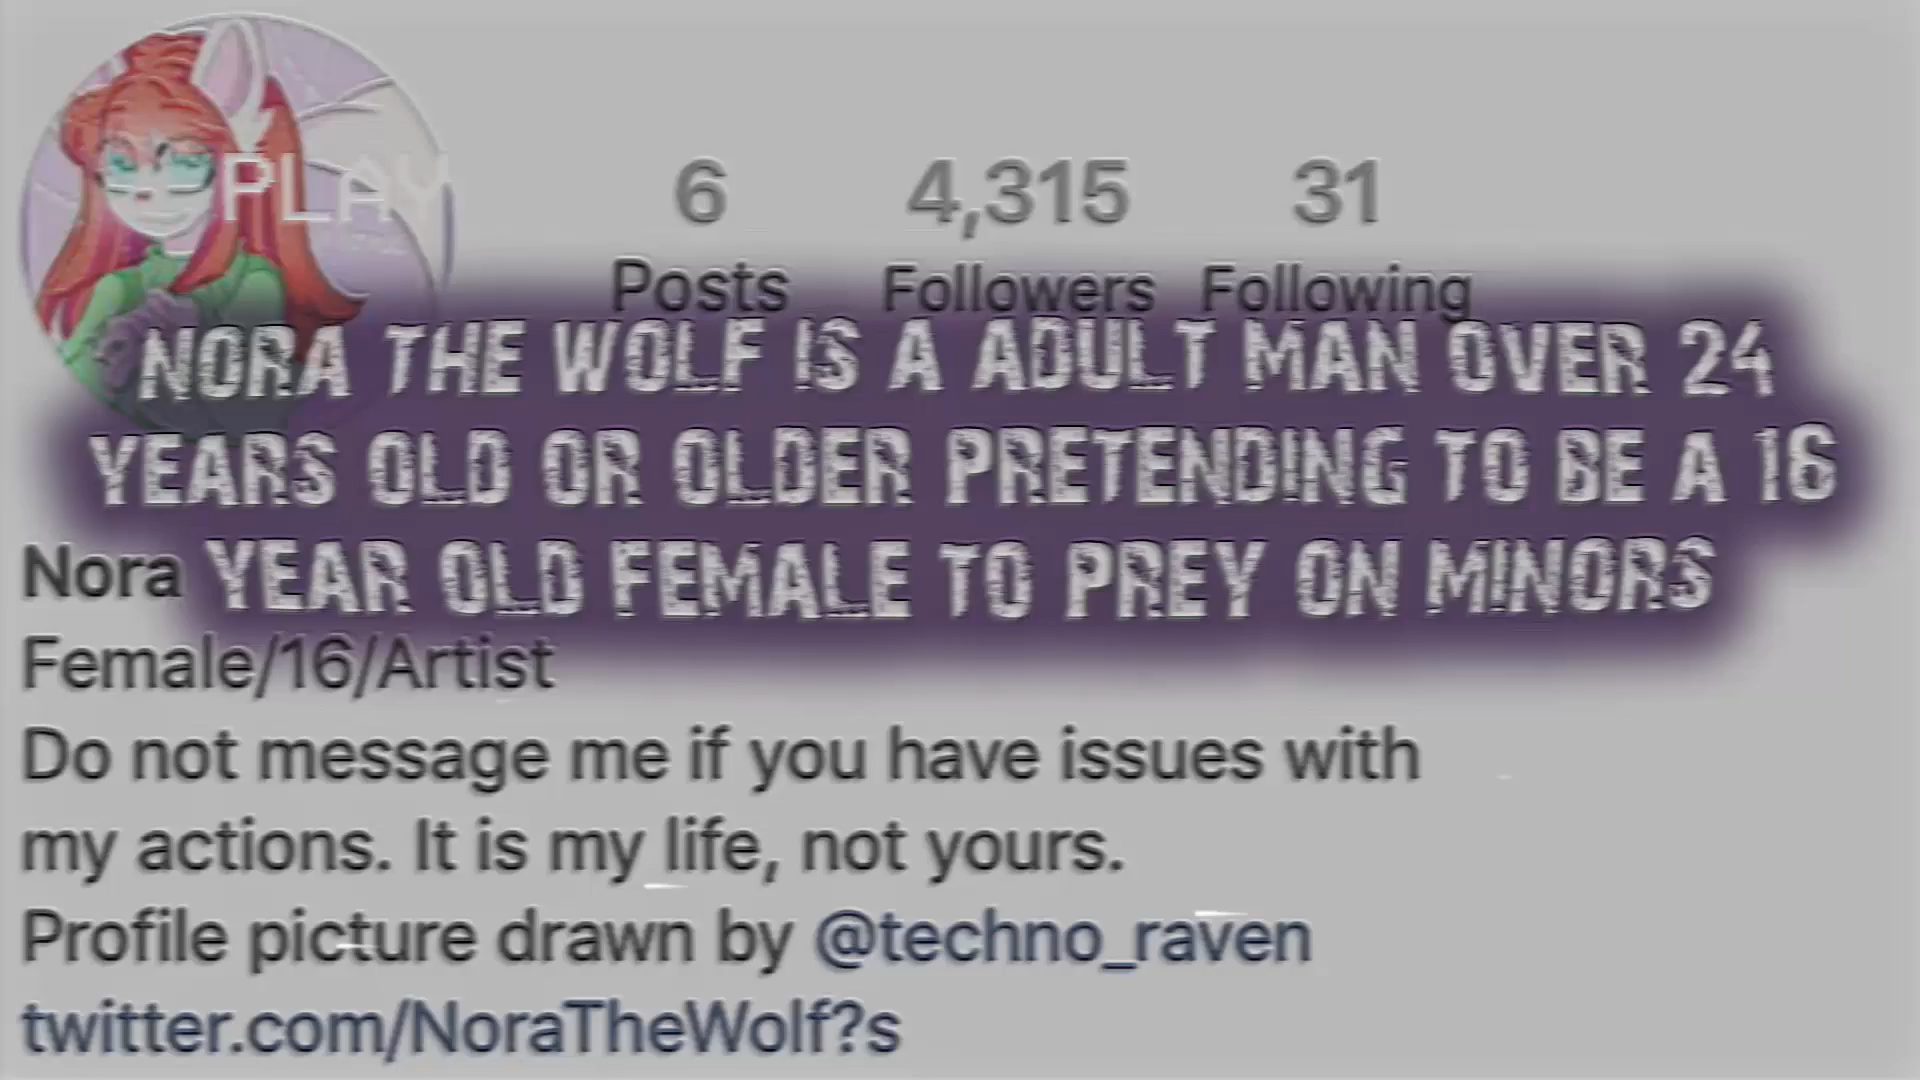 PLAY
6 4,315 31
Posts Followers Following
NORA THE WOLF IS A ADULT MAN OVER 24
YEARS OLD OR OLDER PRETENDING TO BE A 16
YEAR OLD FEMALE TO PREY ON MINORS
Nora
Female/16/Artist
Do not message me if you have issues with
my actions. It is my life, not yours.
Profile picture drawn by @techno_raven
twitter.com/NoraTheWolf?s